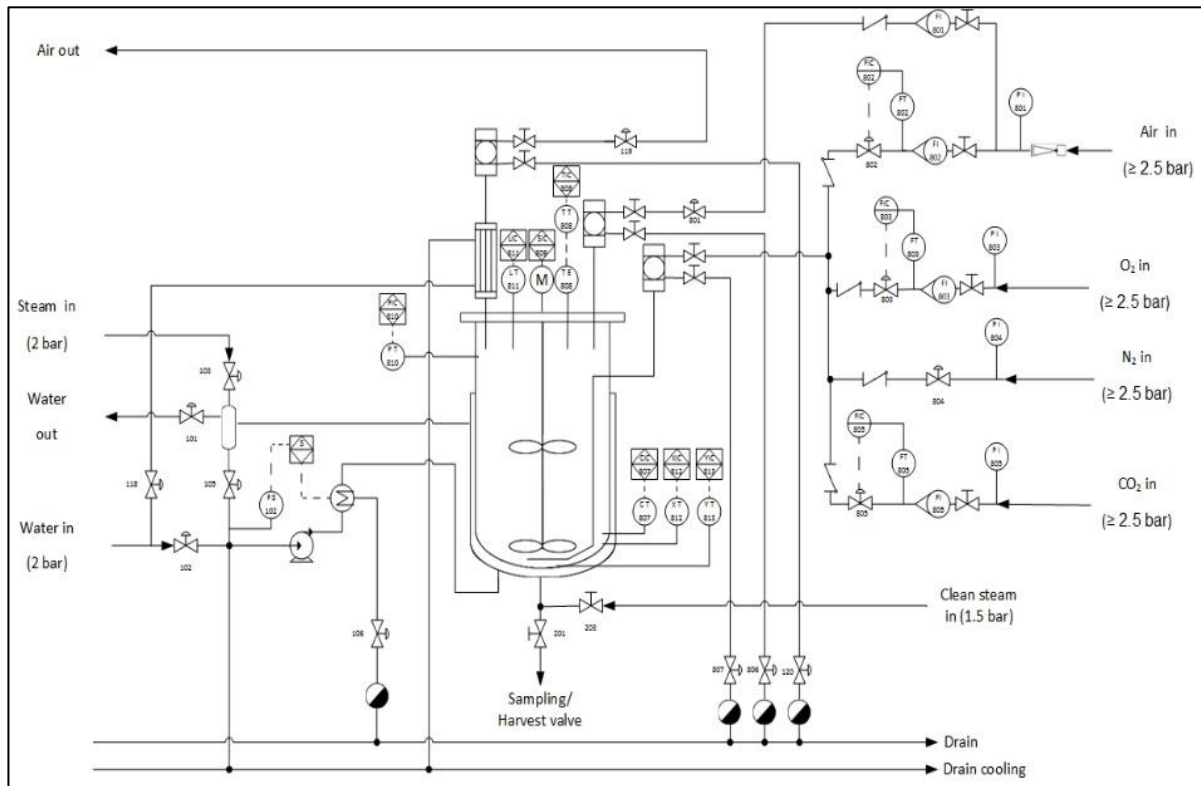 Air out
FI
801
FIC
802
FT
802
PI
801
FI
802
802
Air in
(≥ 2.5 bar)
119
TIC
808
TT
808
801
FIC
803
FT
803
PI
803
FI
803
803
O₂ in
(≥ 2.5 bar)
LIC
811
SIC
809
LT
811
M
TE
808
Steam in
(2 bar)
PIC
810
PT
810
103
PI
804
804
N₂ in
(≥ 2.5 bar)
Water
out
101
FIC
805
FT
805
PI
805
FI
805
805
CO₂ in
(≥ 2.5 bar)
S
CIC
807
XIC
812
YIC
813
118
105
FS
102
CT
807
XT
812
YT
813
Water in
(2 bar)
102
Clean steam
in (1.5 bar)
203
201
106
807
806
120
Sampling/
Harvest valve
Drain
Drain cooling